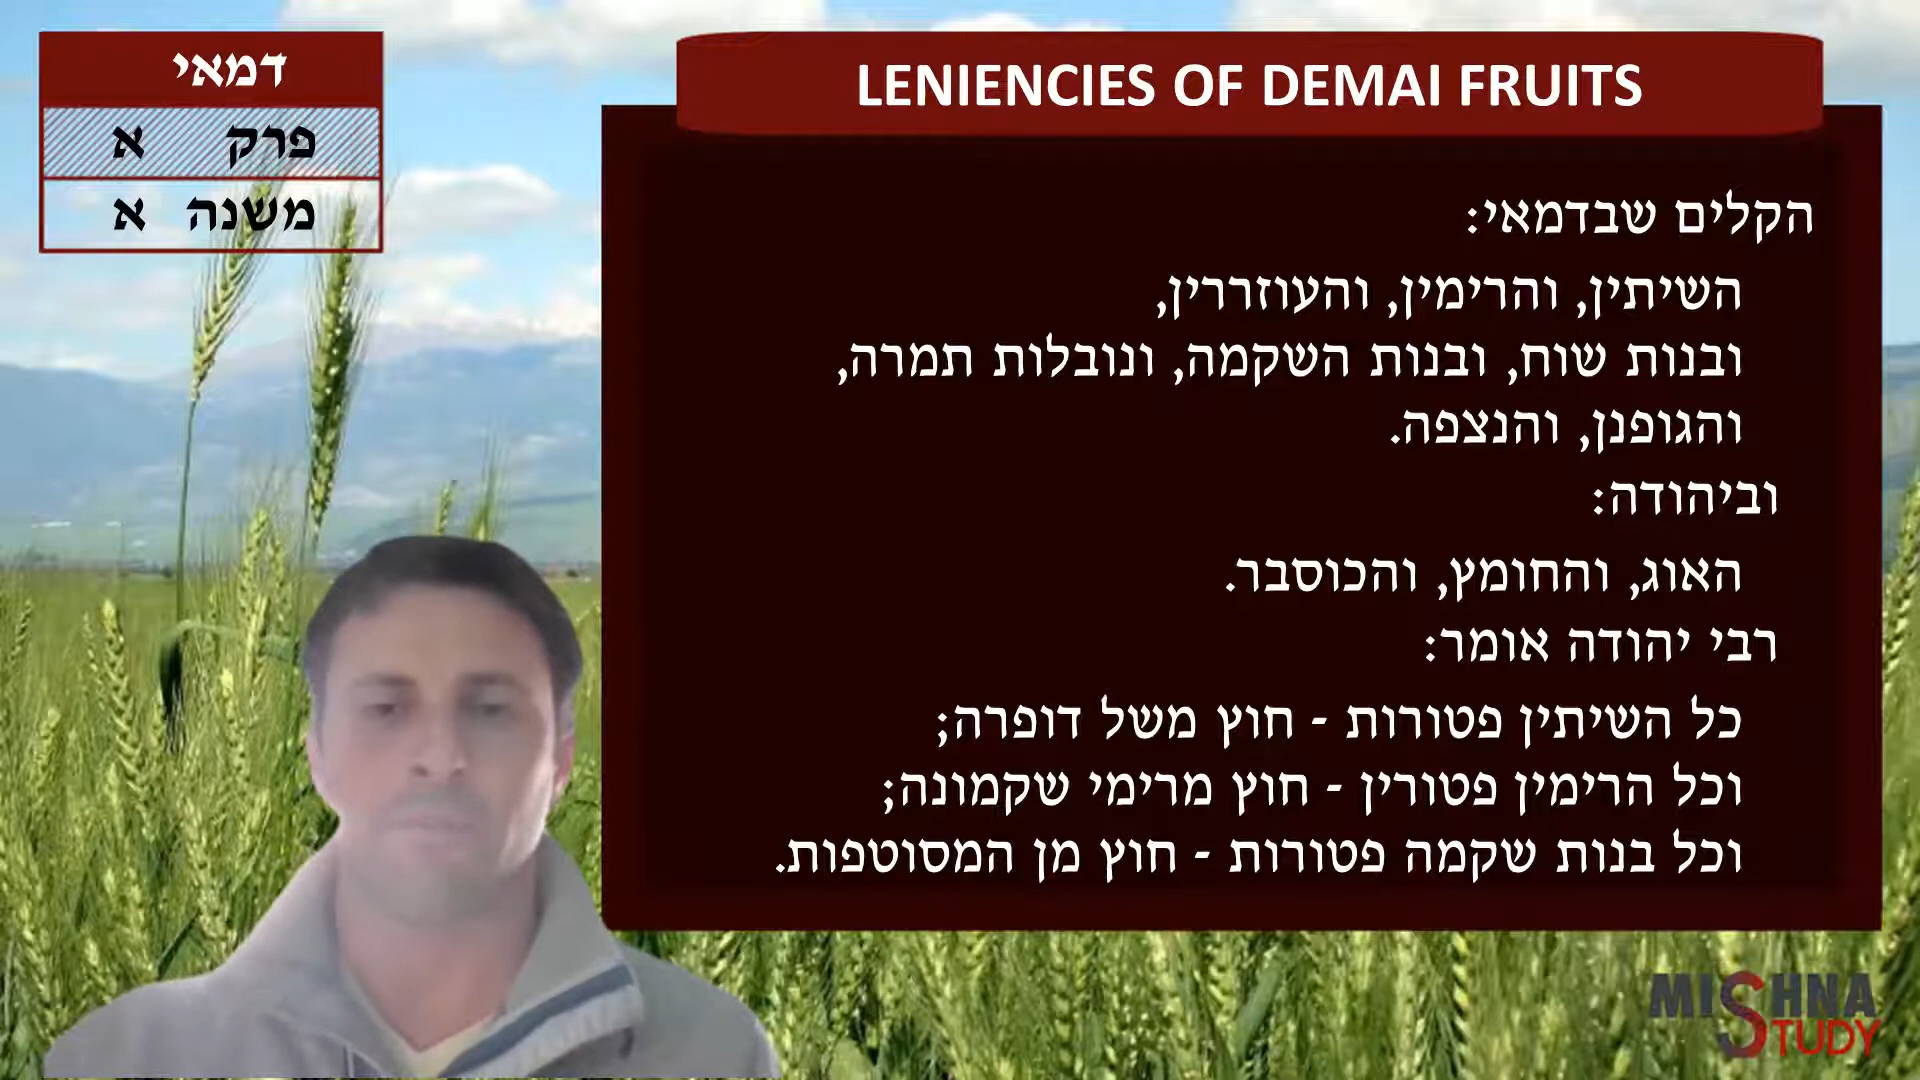 דמאי
פרק א
משנה א
LENIENCIES OF DEMAI FRUITS
הקלים שבדמאי:
השיתין, והרימין, והעוזררין,
ובנות שוח, ובנות השקמה, ונובלות תמרה,
והגופנן, והנצפה.
וביהודה:
האוג, והחומץ, והכוסבר.
רבי יהודה אומר:
כל השיתין פטורות - חוץ משל דופרה;
וכל הרימין פטורין - חוץ מרימי שקמונה;
וכל בנות שקמה פטורות - חוץ מן המסוטפות.
MISHNA
STUDY